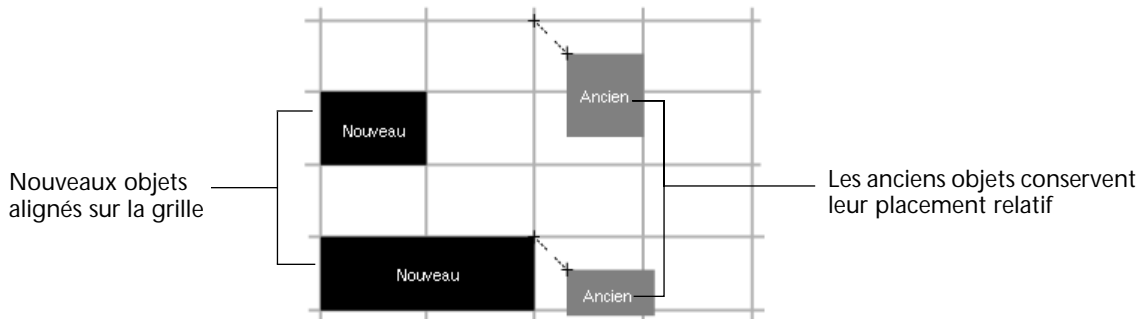 Ancien
Nouveau
Nouveaux objets
alignés sur la grille
Les anciens objets conservent
leur placement relatif
Nouveau
Ancien